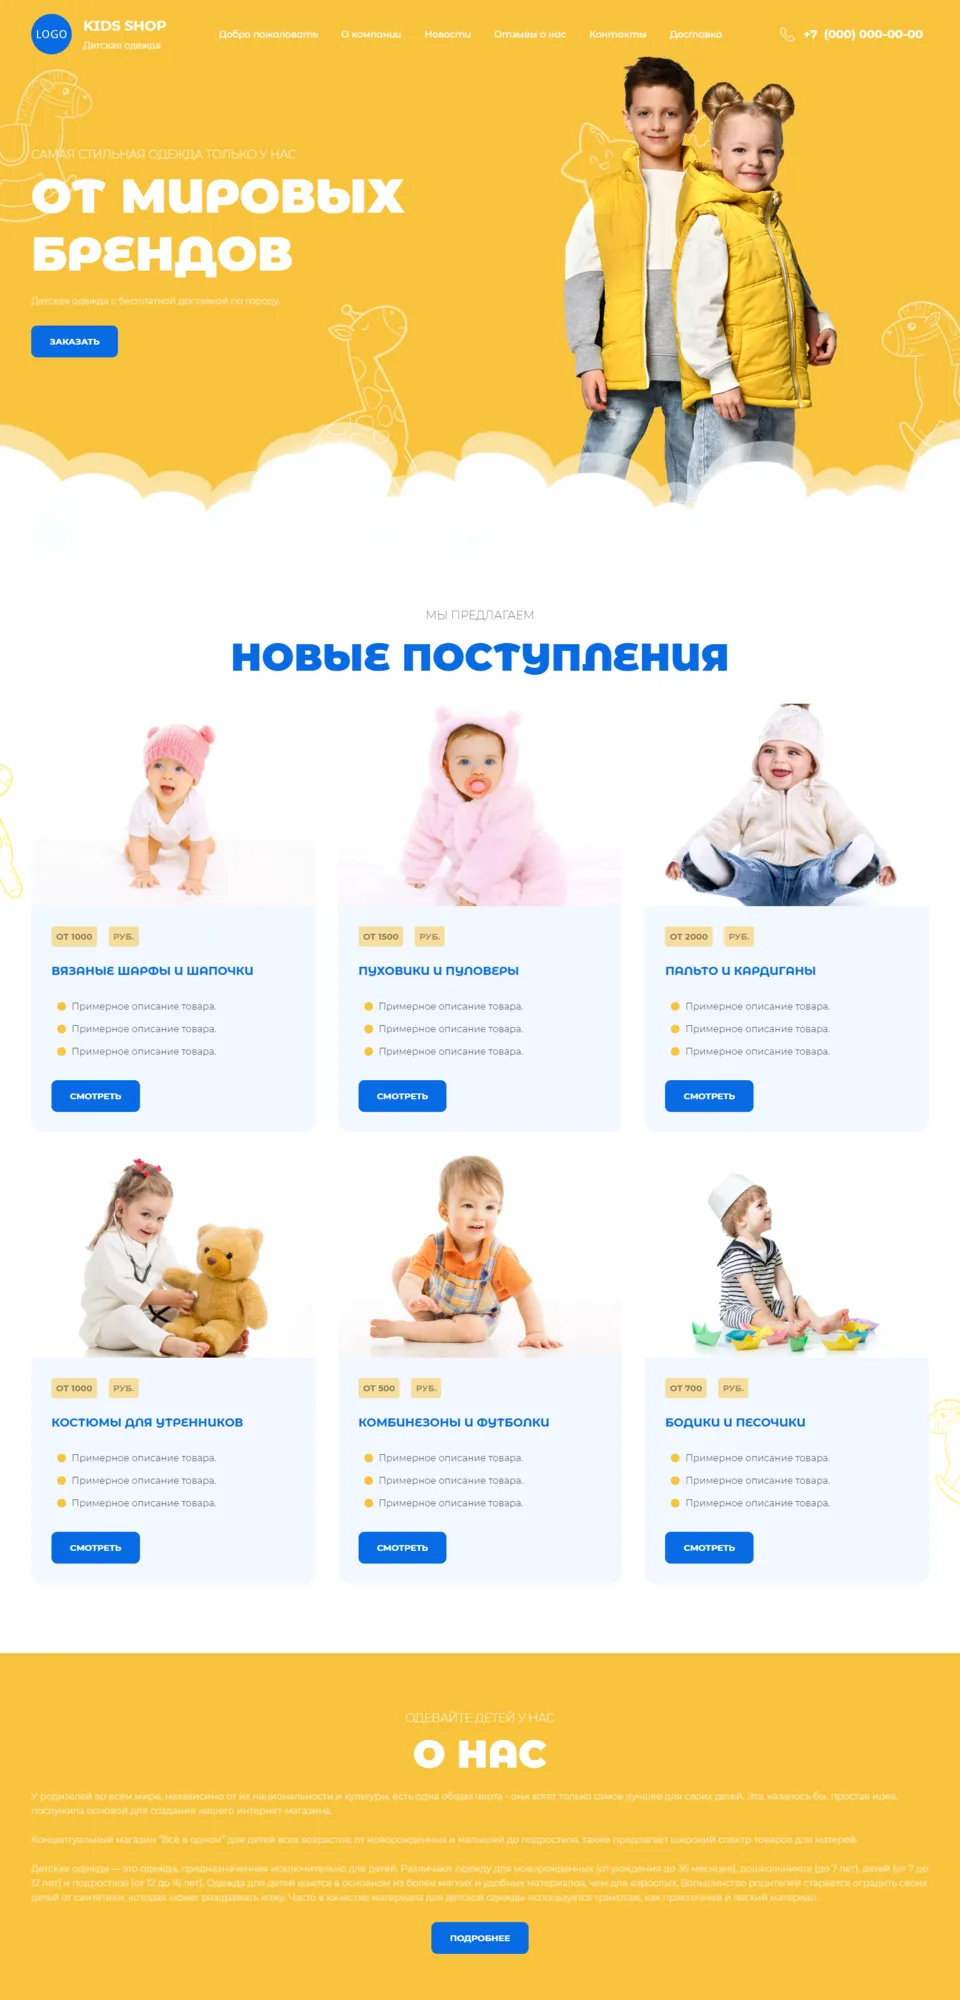 LOGO
KIDS SHOP
Детская одежда
Добро пожаловать
О компании
Новости
Отзывы о нас
Контакты
Доставка
+7 (000) 000-00-00
САМАЯ СТИЛЬНАЯ ОДЕЖДА ТОЛЬКО У НАС
ОТ МИРОВЫХ
БРЕНДОВ
Детская одежда с бесплатной доставкой по городу.
ЗАКАЗАТЬ
МЫ ПРЕДЛАГАЕМ
НОВЫЕ ПОСТУПЛЕНИЯ
ОТ 1000 РУБ.
ВЯЗАНЫЕ ШАРФЫ И ШАПОЧКИ
Примерное описание товара.
Примерное описание товара.
Примерное описание товара.
СМОТРЕТЬ
ОТ 1500 РУБ.
ПУХОВИКИ И ПУЛОВЕРЫ
Примерное описание товара.
Примерное описание товара.
Примерное описание товара.
СМОТРЕТЬ
ОТ 2000 РУБ.
ПАЛЬТО И КАРДИГАНЫ
Примерное описание товара.
Примерное описание товара.
Примерное описание товара.
СМОТРЕТЬ
ОТ 1000 РУБ.
КОСТЮМЫ ДЛЯ УТРЕННИКОВ
Примерное описание товара.
Примерное описание товара.
Примерное описание товара.
СМОТРЕТЬ
ОТ 500 РУБ.
КОМБИНЕЗОНЫ И ФУТБОЛКИ
Примерное описание товара.
Примерное описание товара.
Примерное описание товара.
СМОТРЕТЬ
ОТ 700 РУБ.
БОДИКИ И ПЕСОЧИКИ
Примерное описание товара.
Примерное описание товара.
Примерное описание товара.
СМОТРЕТЬ
ОДЕВАЙТЕ ДЕТЕЙ У НАС
О НАС
У родителей во всем мире, независимо от их национальности и культуры, есть одна общая черта - они хотят только самое лучшее для своих детей. Эта, казалось бы, простая идея,
послужила основой для создания нашего интернет-магазина.
Концептуальный магазин "Все в одном" для детей всех возрастов: от новорожденных и малышей до подростков, также предлагает широкий спектр товаров для матерей.
Детская одежда — это одежда, предназначенная исключительно для детей. Различают одежду для новорожденных (от рождения до 36 месяцев), дошкольников (до 7 лет), детей (от 7 до
12 лет) и подростков (от 12 до 16 лет). Одежда для детей шьется в основном из более мягких и удобных материалов, чем для взрослых. Большинство родителей старается оградить своих
детей от синтетики, которая может раздражать кожу. Часто в качестве материала для детской одежды используется трикотаж, как практичный и легкий материал.
ПОДРОБНЕЕ